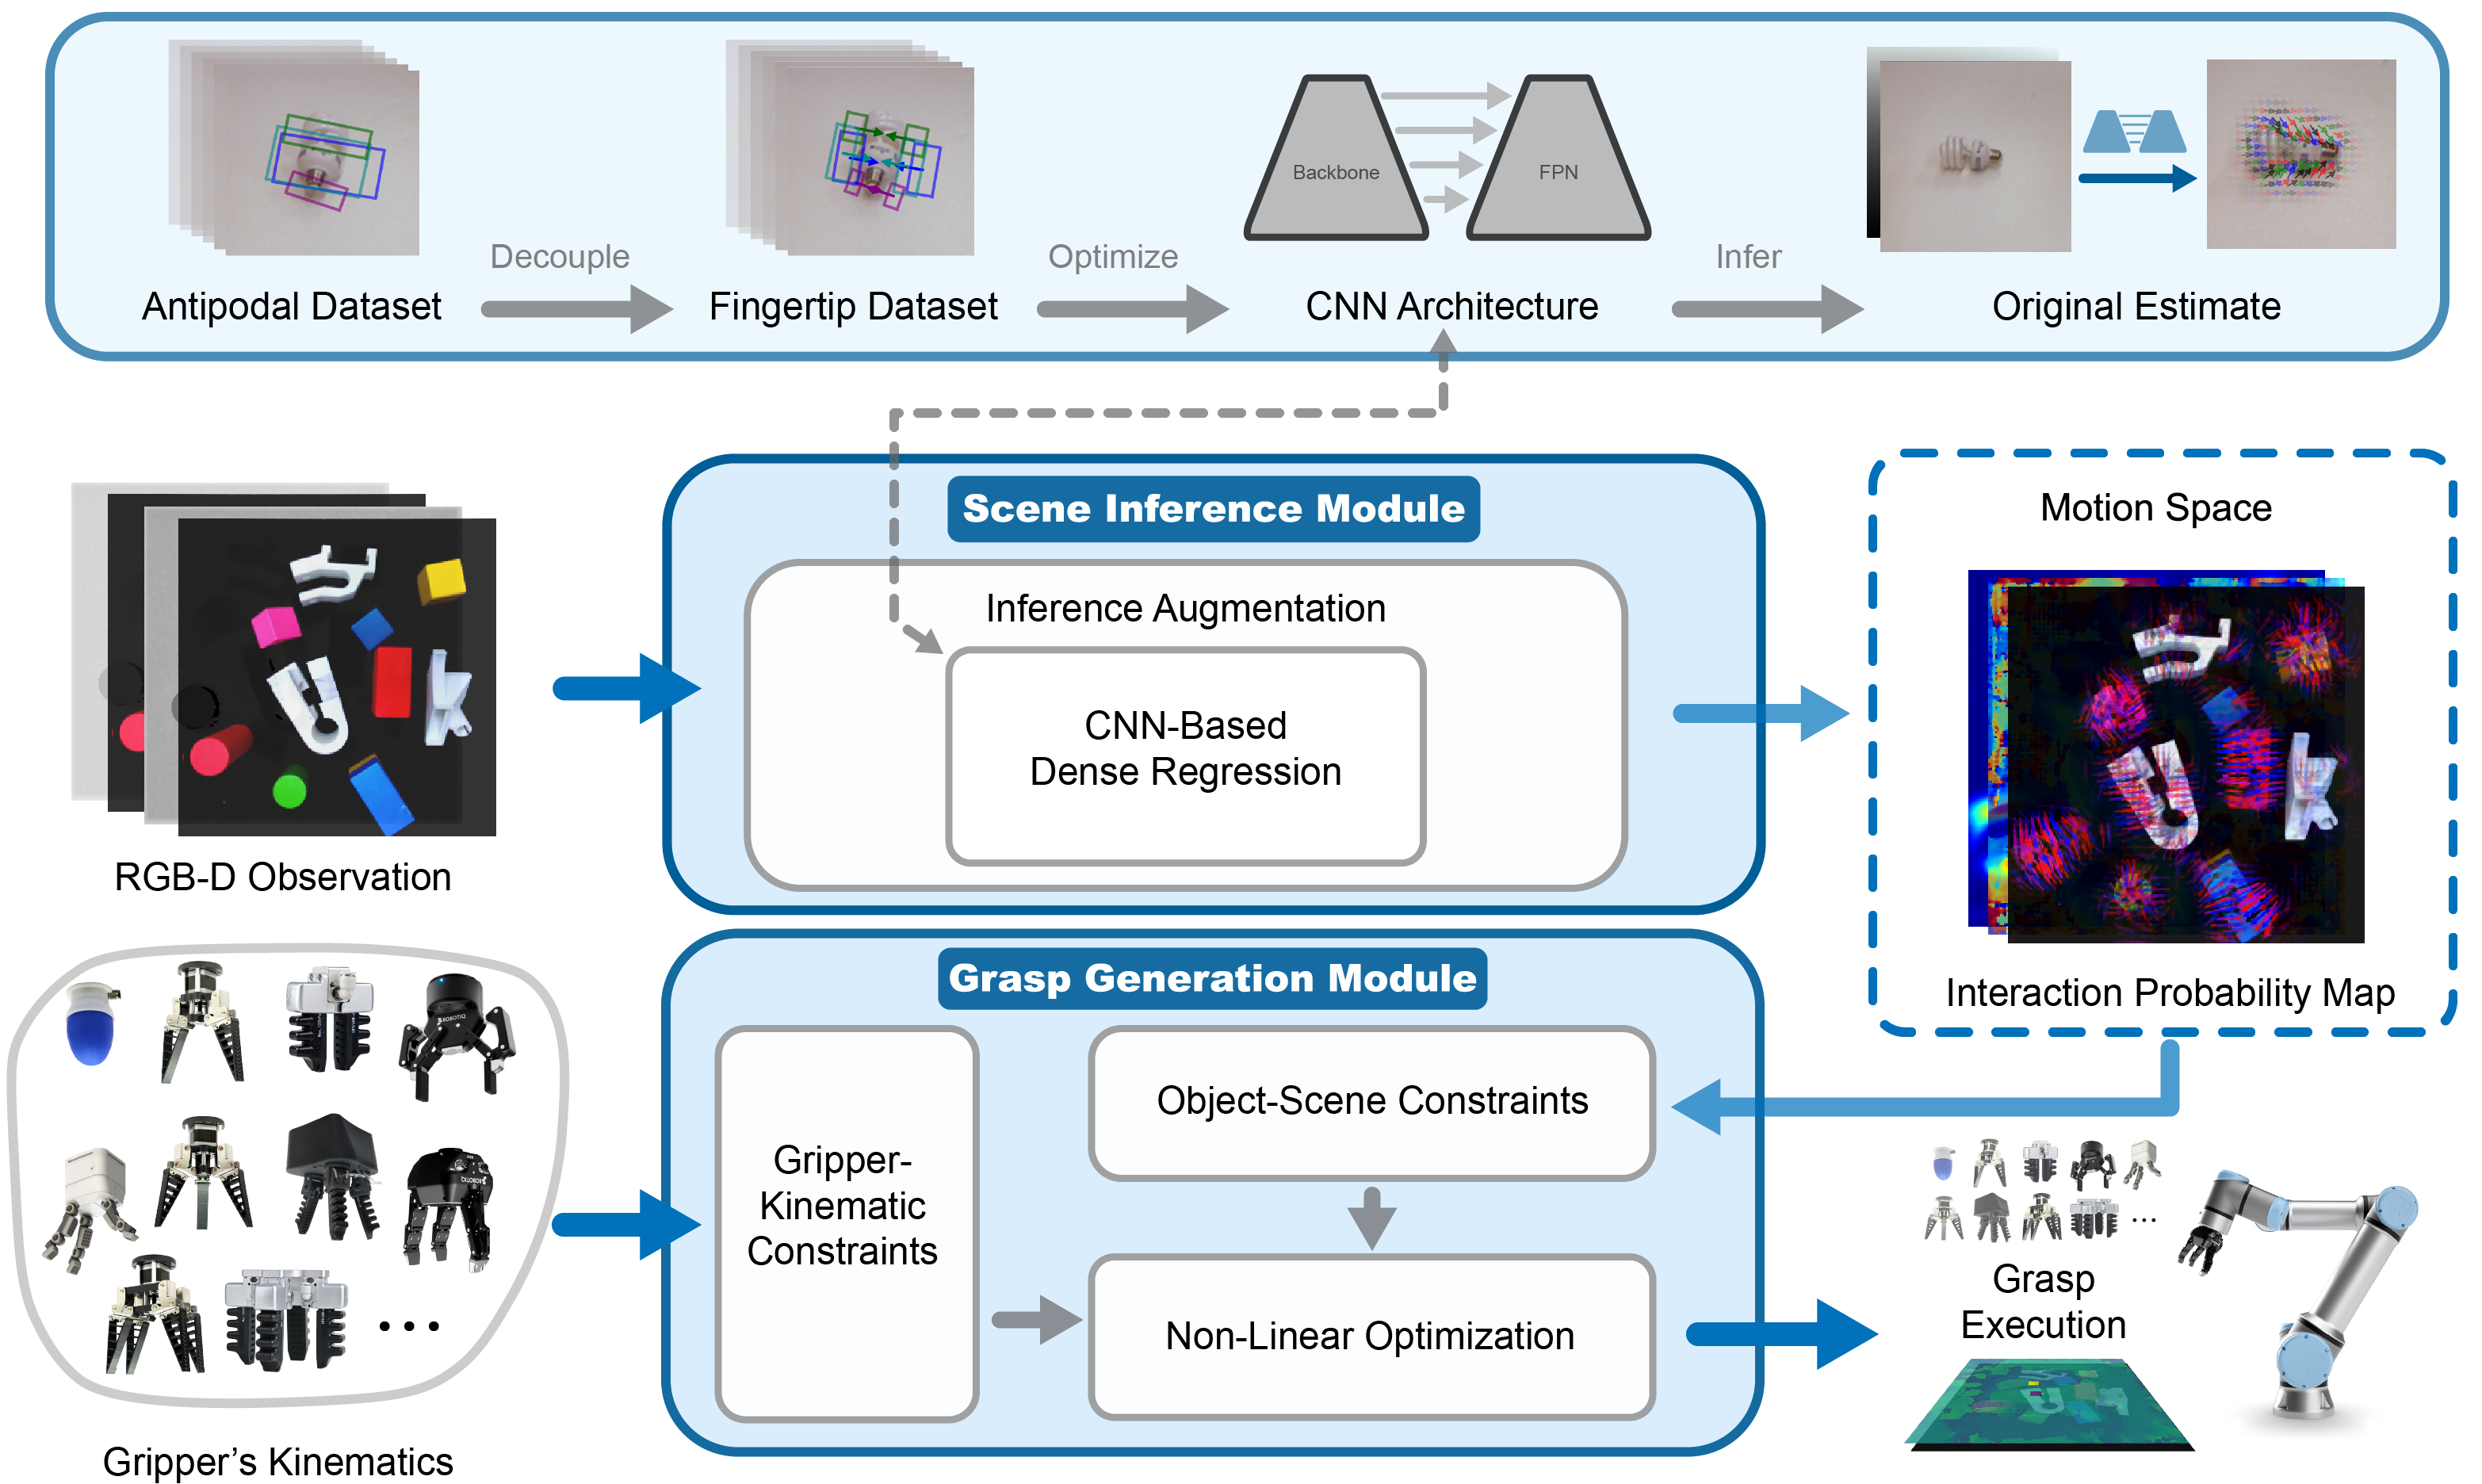 Decouple
Optimize
Infer
Backbone
FPN
Antipodal Dataset
Fingertip Dataset
CNN Architecture
Original Estimate
Scene Inference Module
Inference Augmentation
CNN-Based
Dense Regression
RGB-D Observation
Motion Space
Interaction Probability Map
Grasp Generation Module
Gripper-
Kinematic
Constraints
Object-Scene Constraints
Non-Linear Optimization
Gripper’s Kinematics
Grasp
Execution
ROBOTIQ